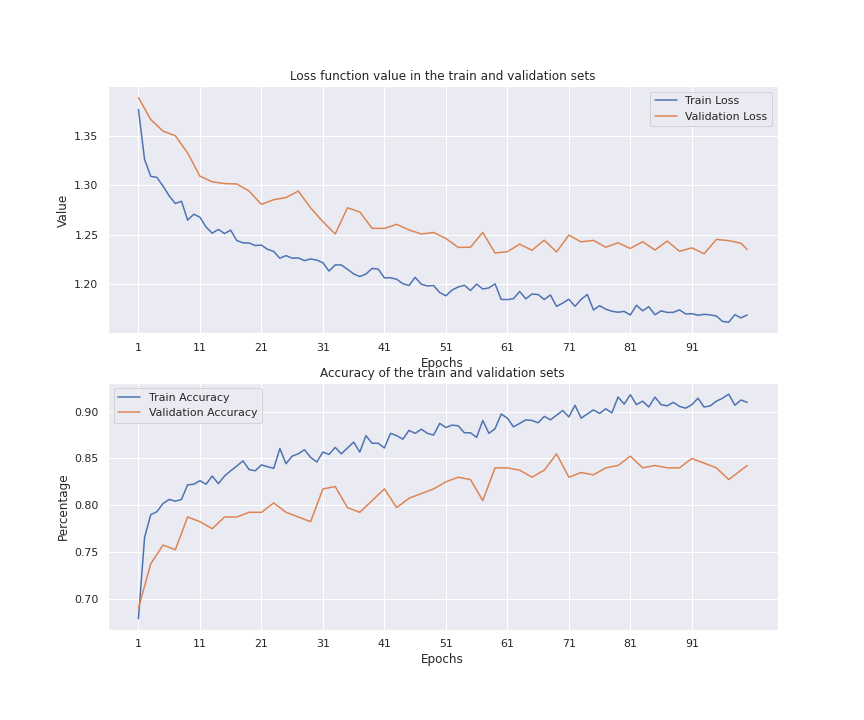 Loss function value in the train and validation sets
Train Loss
Validation Loss
Value
1.35
1.30
1.25
1.20
1 11 21 31 41 51 61 71 81 91
Epochs
Accuracy of the train and validation sets
Train Accuracy
Validation Accuracy
Percentage
0.90
0.85
0.80
0.75
0.70
1 11 21 31 41 51 61 71 81 91
Epochs